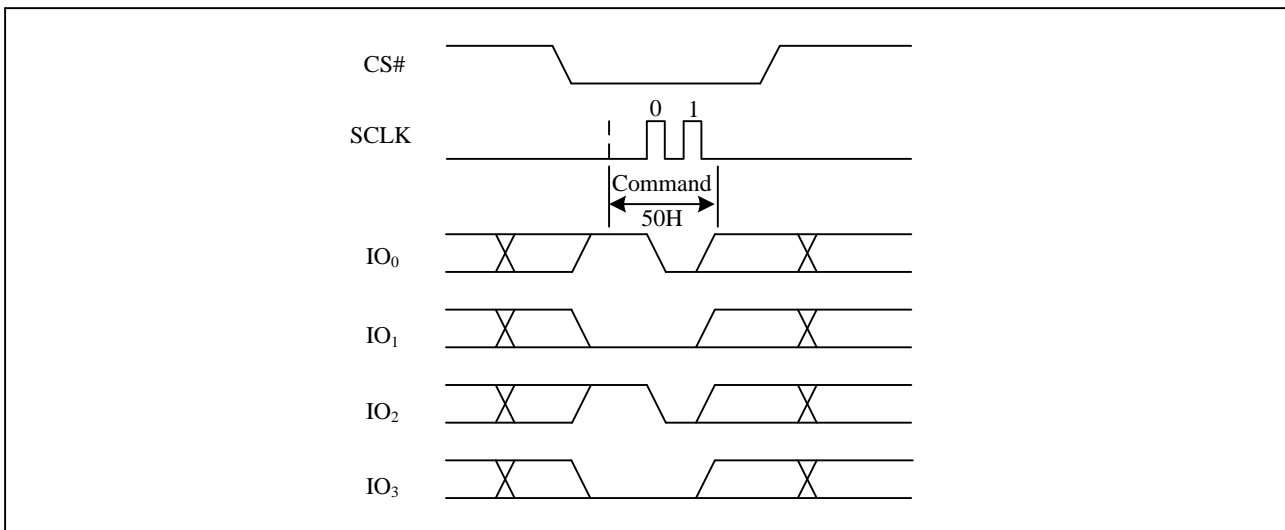 CS#
0 1
SCLK
Command
50H
IO₀
IO₁
IO₂
IO₃